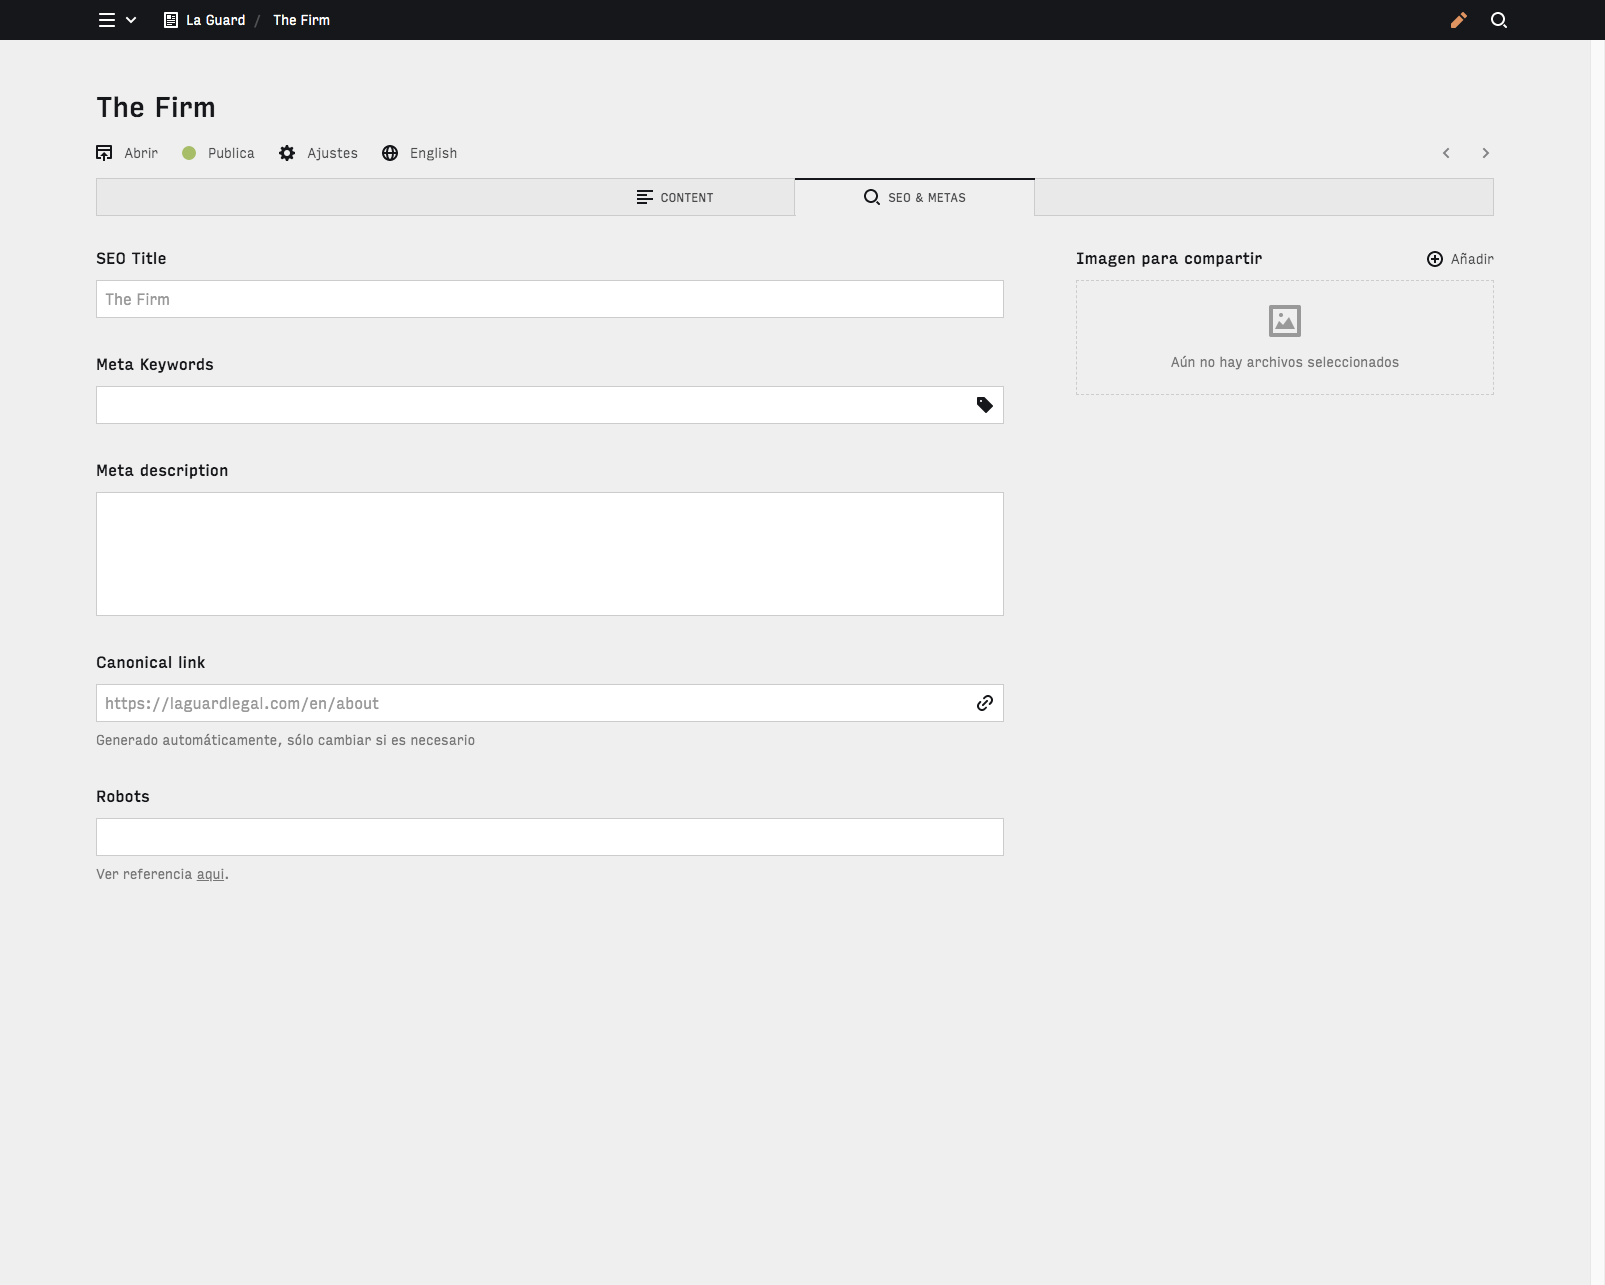 La Guard / The Firm
The Firm
Abrir Publica Ajustes English
CONTENT SEO & METAS
SEO Title
The Firm
Meta Keywords
Meta description
Canonical link
https://laguardlegal.com/en/about
Generado automáticamente, sólo cambiar si es necesario
Robots
Ver referencia aqui.
Imagen para compartir Añadir
Aún no hay archivos seleccionados